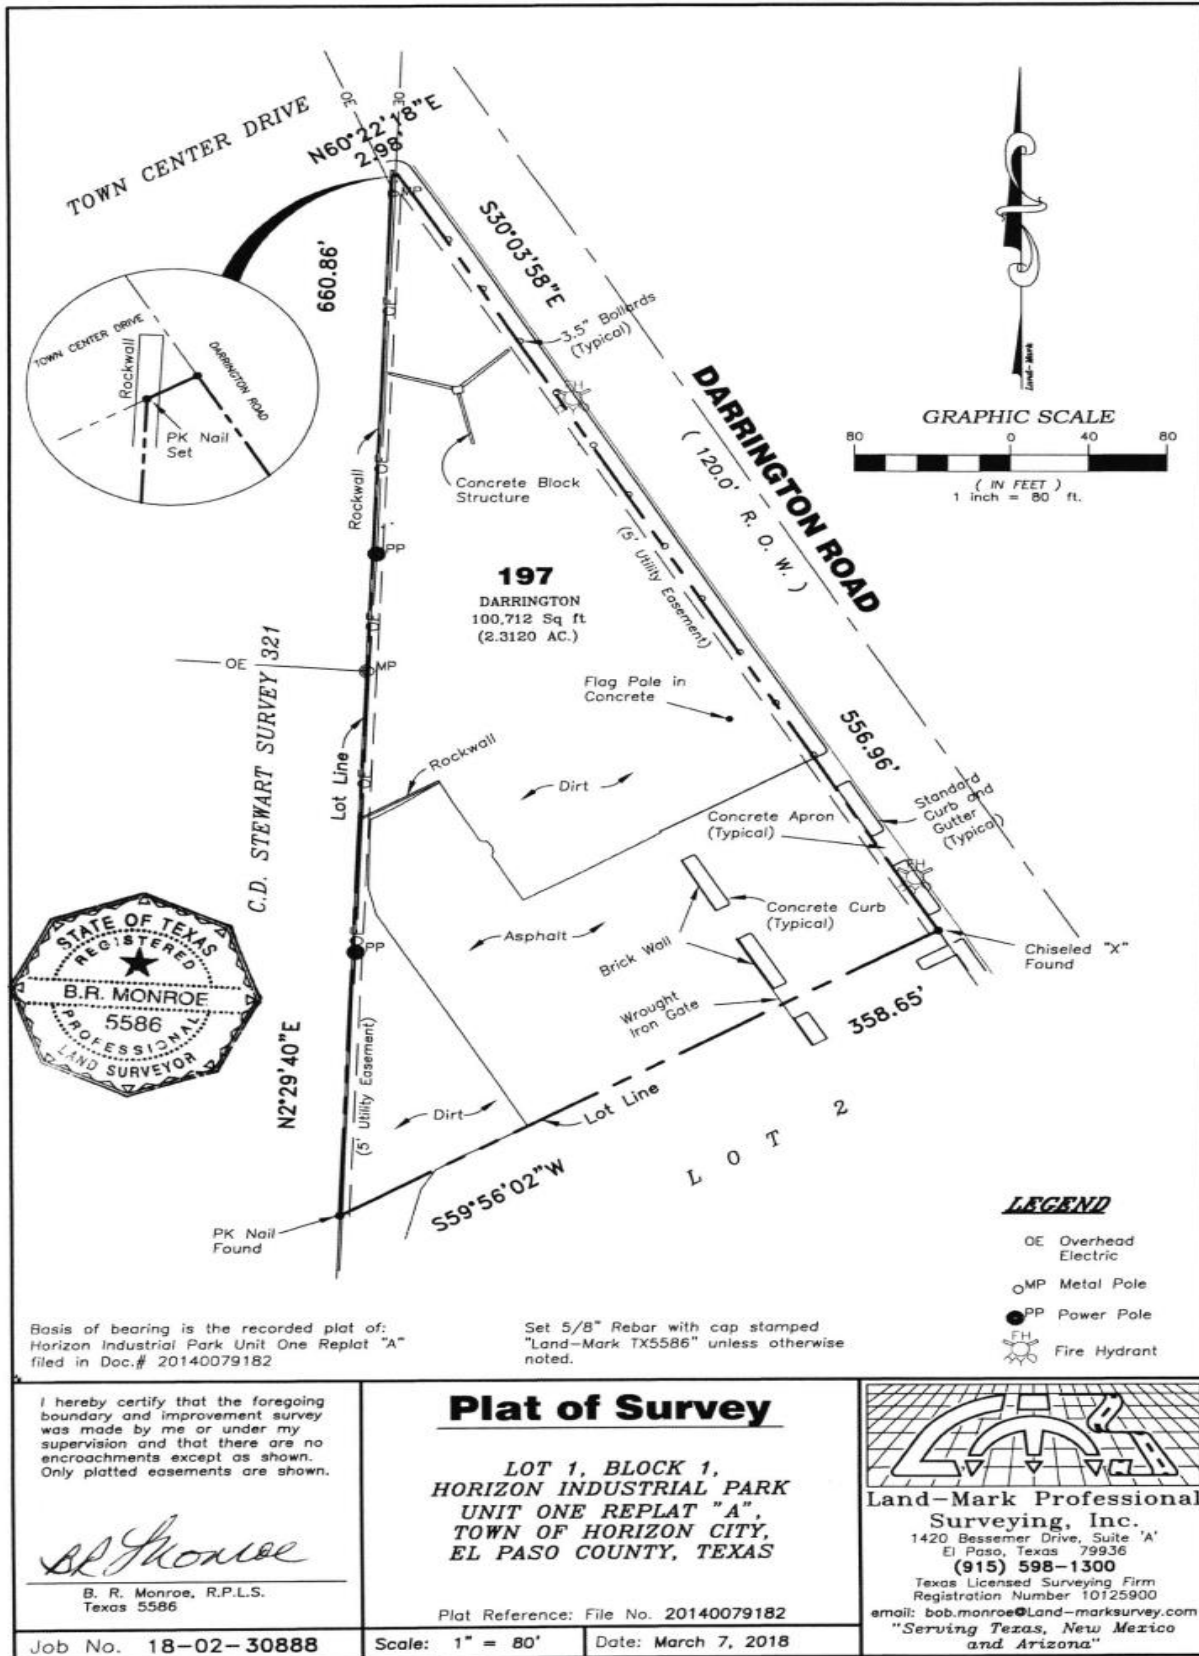 TOWN CENTER DRIVE
OE
OE
N60°22'18"E
2.98'
MP
S30°03'58"E
660.86'
3.5" Bollards
(Typical)
FH
TOWN CENTER DRIVE
Rockwall
DARRINGTON ROAD
PK Nail
Set
Land-Mark
GRAPHIC SCALE
80 0 40 80
( IN FEET )
1 inch = 80 ft.
DARRINGTON ROAD
( 120.0' R. O. W. )
OE
Rockwall
OE
Concrete Block
Structure
PP
197
DARRINGTON
100,712 Sq ft
(2.3120 AC.)
(5' Utility Easement)
OE
OE
MP
C.D. STEWART SURVEY 321
Flag Pole in
Concrete
556.96'
Lot Line
Rockwall
OE
Dirt
Standard
Curb and
Gutter
(Typical)
Concrete Apron
(Typical)
FH
Concrete Curb
(Typical)
Asphalt
Brick Wall
PP
Chiseled "X"
Found
Wrought
Iron Gate
358.65'
STATE OF TEXAS
REGISTERED
B.R. MONROE
5586
PROFESSIONAL
LAND SURVEYOR
N2°29'40"E
(5' Utility Easement)
Dirt
Lot Line
LOT 2
S59°56'02"W
PK Nail
Found
LEGEND
OE Overhead
Electric
MP Metal Pole
PP Power Pole
FH
Fire Hydrant
Basis of bearing is the recorded plat of:
Horizon Industrial Park Unit One Replat "A"
filed in Doc.# 20140079182
Set 5/8" Rebar with cap stamped
"Land-Mark TX5586" unless otherwise
noted.
I hereby certify that the foregoing
boundary and improvement survey
was made by me or under my
supervision and that there are no
encroachments except as shown.
Only platted easements are shown.
BR Monroe
B. R. Monroe, R.P.L.S.
Texas 5586
Job No. 18-02-30888
Plat of Survey
LOT 1, BLOCK 1,
HORIZON INDUSTRIAL PARK
UNIT ONE REPLAT "A",
TOWN OF HORIZON CITY,
EL PASO COUNTY, TEXAS
Plat Reference: File No. 20140079182
Scale: 1" = 80'
Date: March 7, 2018
Land-Mark Professional
Surveying, Inc.
1420 Bessemer Drive, Suite 'A'
El Paso, Texas 79936
(915) 598-1300
Texas Licensed Surveying Firm
Registration Number 10125900
email: bob.monroe@Land-marksurvey.com
"Serving Texas, New Mexico
and Arizona"